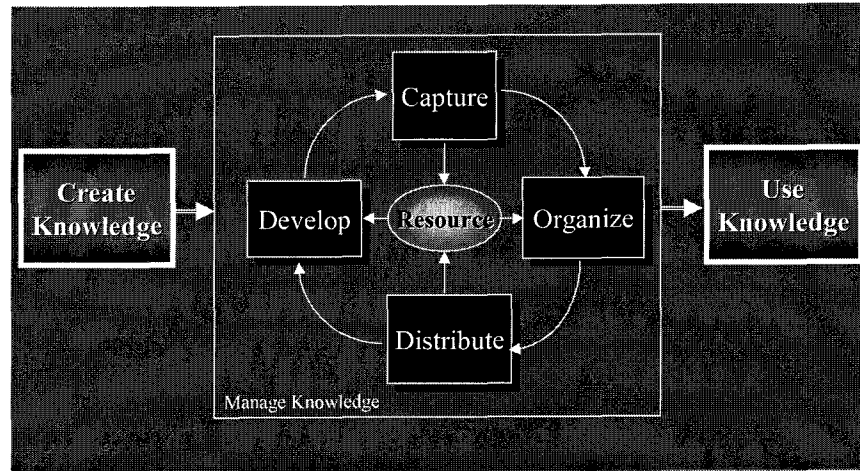 Capture
Create
Knowledge
Develop
Resource
Organize
Use
Knowledge
Distribute
Manage Knowledge